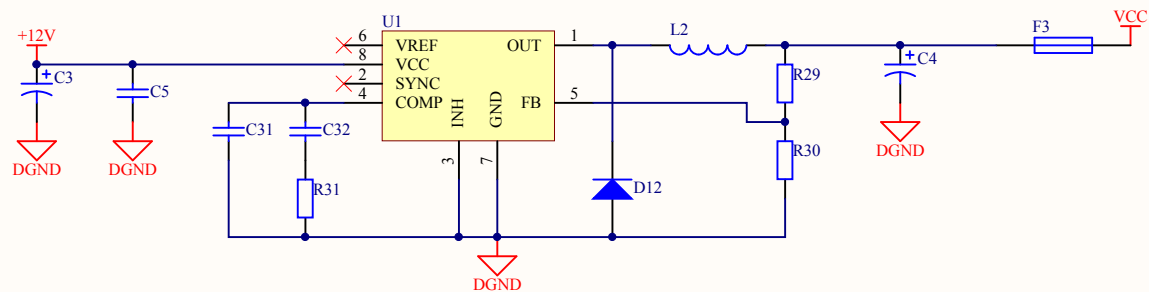 +12V
C3
C5
DGND
DGND
C31
C32
R31
U1
6 VREF OUT 1
8 VCC
2 SYNC
4 COMP FB 5
INH
GND
3
7
DGND
L2
D12
R29
R30
C4
DGND
F3
VCC